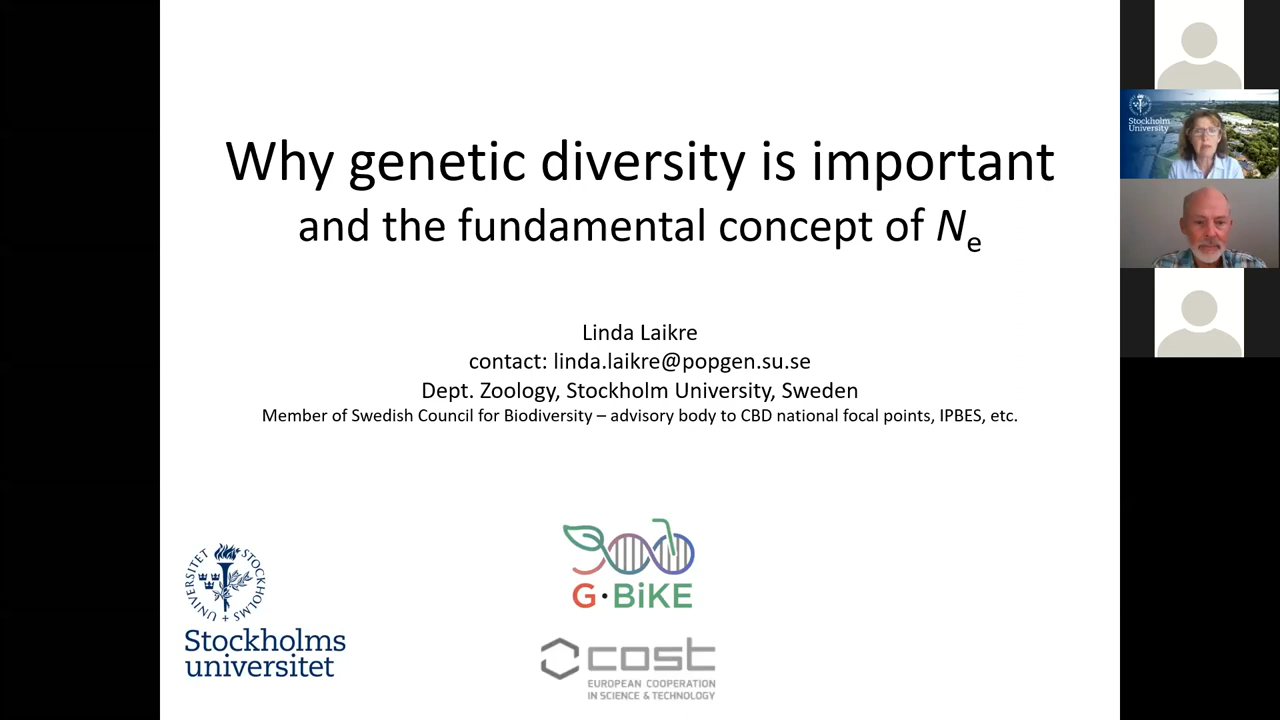 Why genetic diversity is important
and the fundamental concept of Ne
Linda Laikre
contact: linda.laikre@popgen.su.se
Dept. Zoology, Stockholm University, Sweden
Member of Swedish Council for Biodiversity – advisory body to CBD national focal points, IPBES, etc.
STOCKHOLMS + UNIVERSITET
Stockholms
universitet
G·BiKE
cost
EUROPEAN COOPERATION
IN SCIENCE & TECHNOLOGY
Stockholm
University